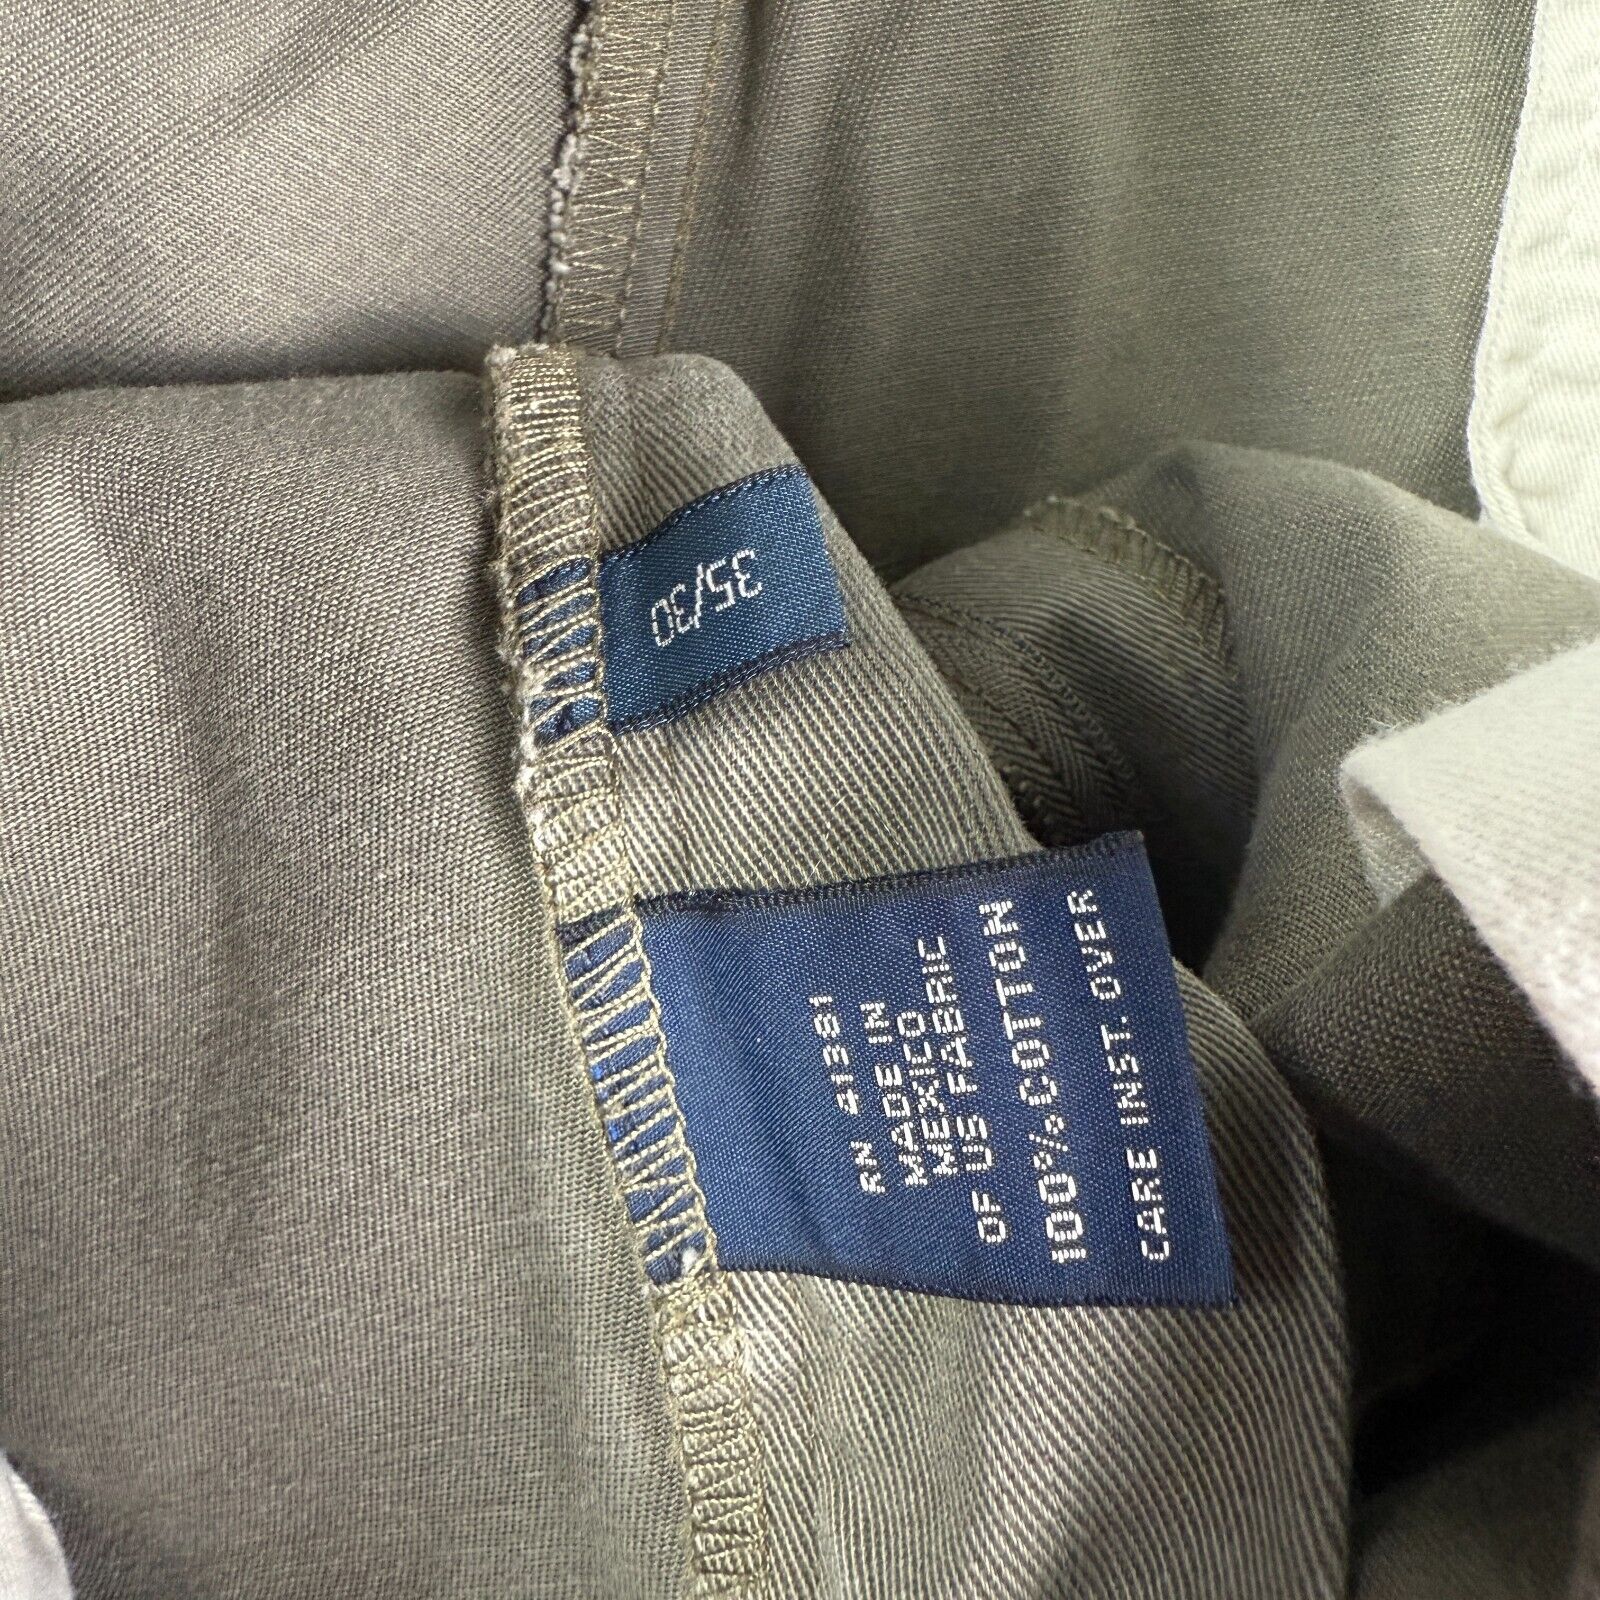 35/30
RN 41381
MADE IN
MEXICO
OF US FABRIC
100% COTTON
CARE INST. OVER